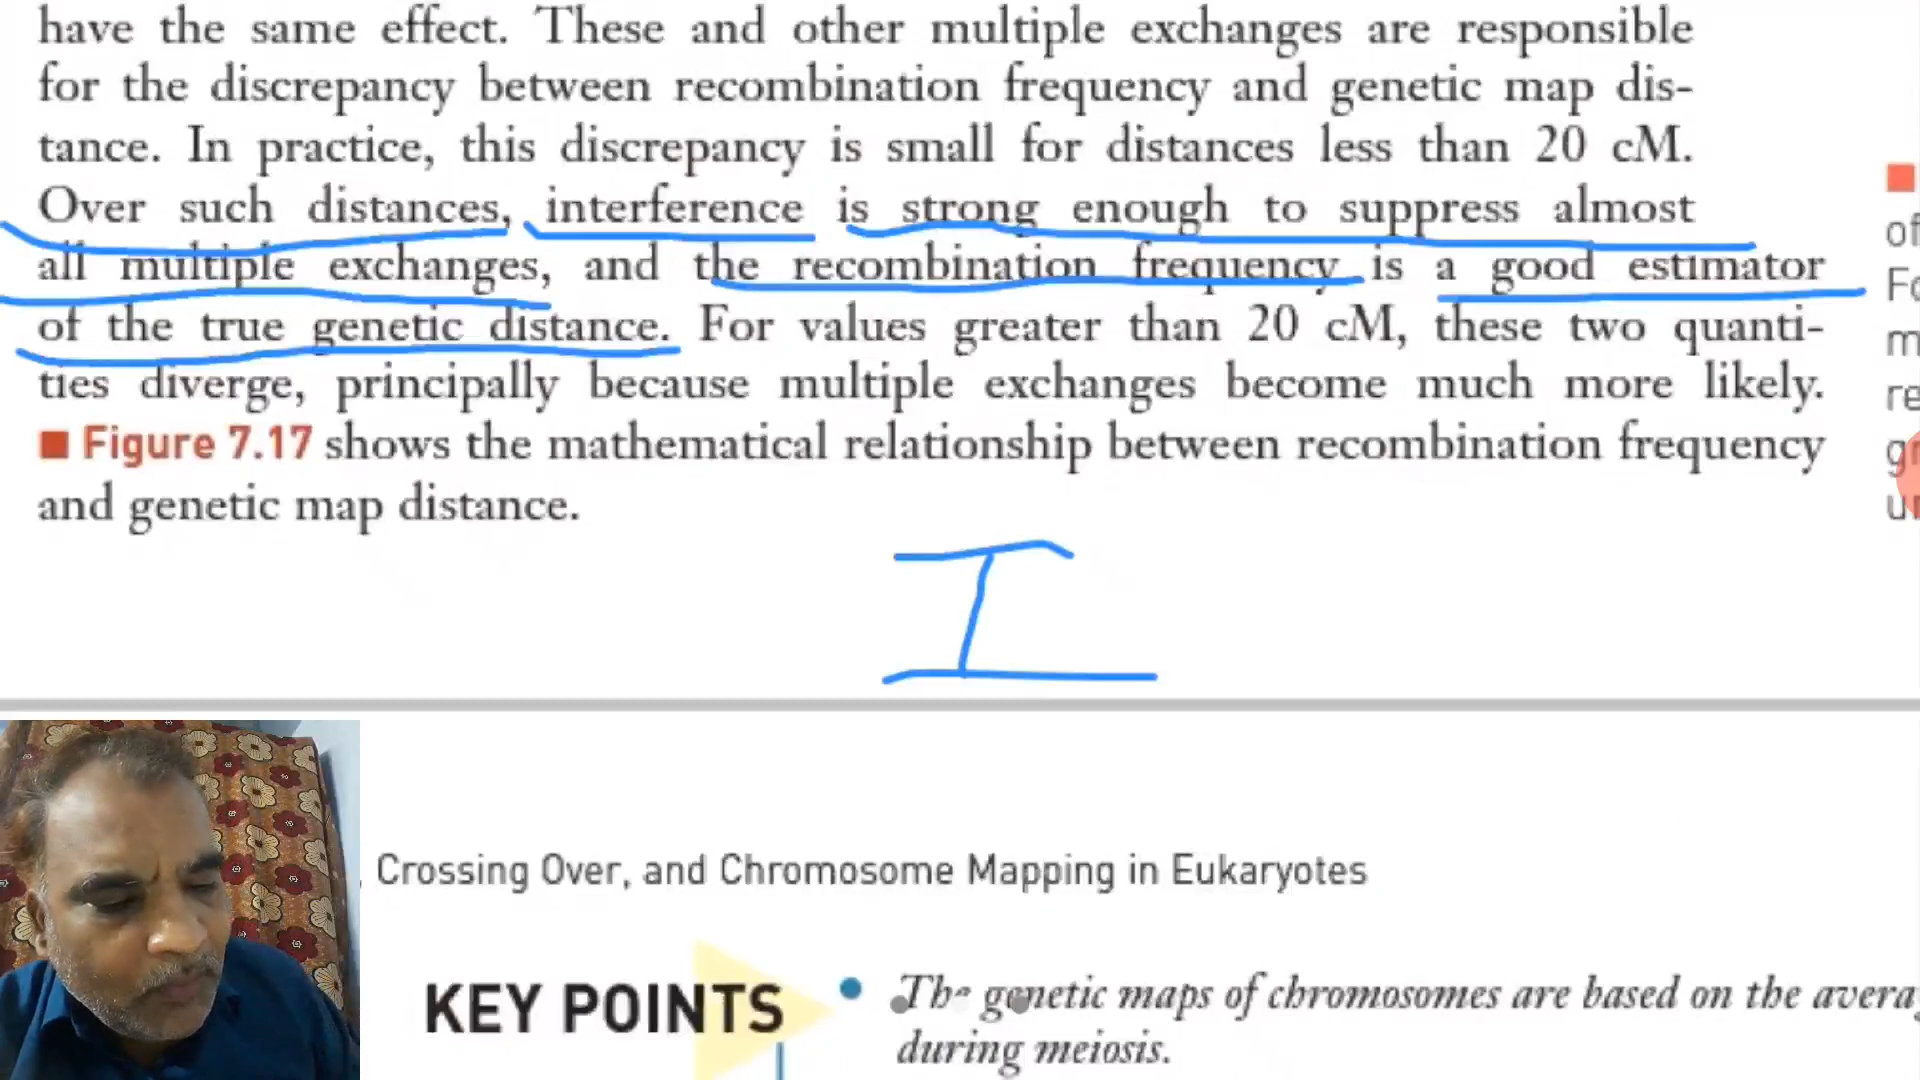 have the same effect. These and other multiple exchanges are responsible
for the discrepancy between recombination frequency and genetic map dis-
tance. In practice, this discrepancy is small for distances less than 20 cM.
Over such distances, interference is strong enough to suppress almost
all multiple exchanges, and the recombination frequency is a good estimator
of the true genetic distance. For values greater than 20 cM, these two quanti-
ties diverge, principally because multiple exchanges become much more likely.
■ Figure 7.17 shows the mathematical relationship between recombination frequency
and genetic map distance.
I
of
Fo
m
re
Crossing Over, and Chromosome Mapping in Eukaryotes
KEY POINTS
• The genetic maps of chromosomes are based on the avera
during meiosis.